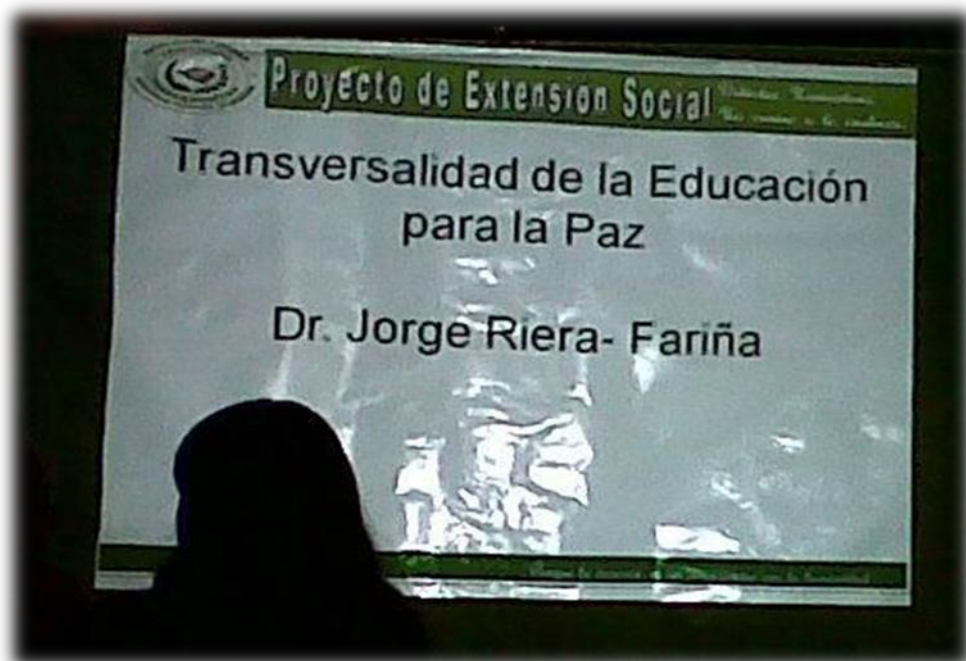 Proyecto de Extensión Social
Transversalidad de la Educación
para la Paz
Dr. Jorge Riera- Fariña